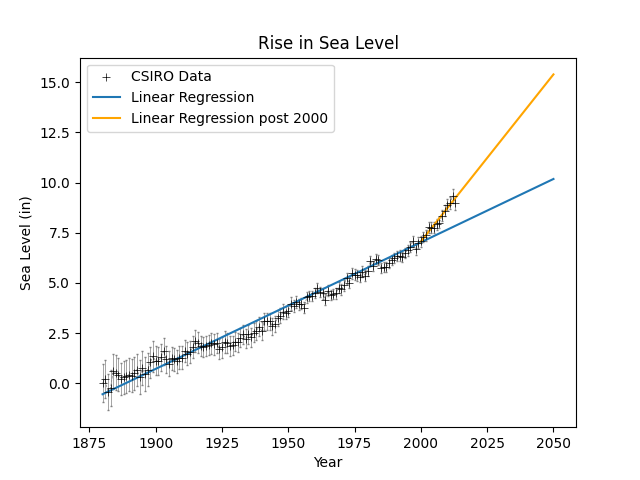 Rise in Sea Level
CSIRO Data
Linear Regression
Linear Regression post 2000
15.0
12.5
10.0
7.5
5.0
2.5
0.0
Sea Level (in)
1875 1900 1925 1950 1975 2000 2025 2050
Year